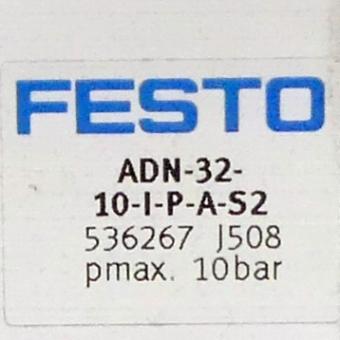 FESTO
ADN-32-
10-I-P-A-S2
536267 J508
pmax. 10bar